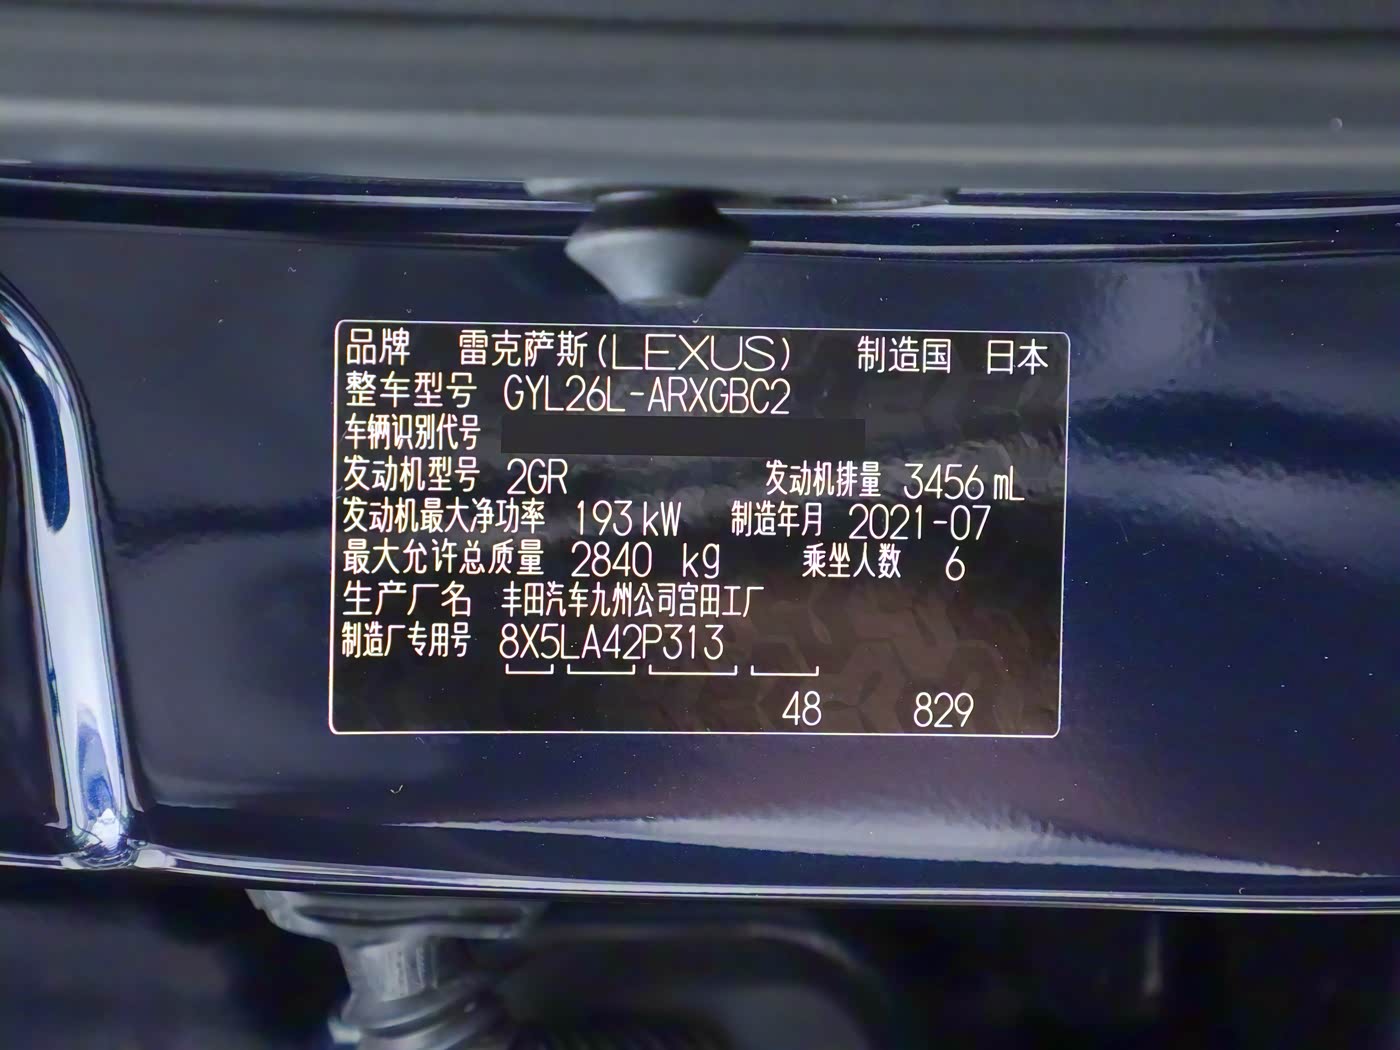 品牌 雷克萨斯(LEXUS) 制造国 日本
整车型号 GYL26L-ARXGBC2
车辆识别代号
发动机型号 2GR 发动机排量 3456 mL
发动机最大净功率 193 kW 制造年月 2021-07
最大允许总质量 2840 kg 乘坐人数 6
生产厂名 丰田汽车九州公司宫田工厂
制造厂专用号 8X5LA42P313
48 829